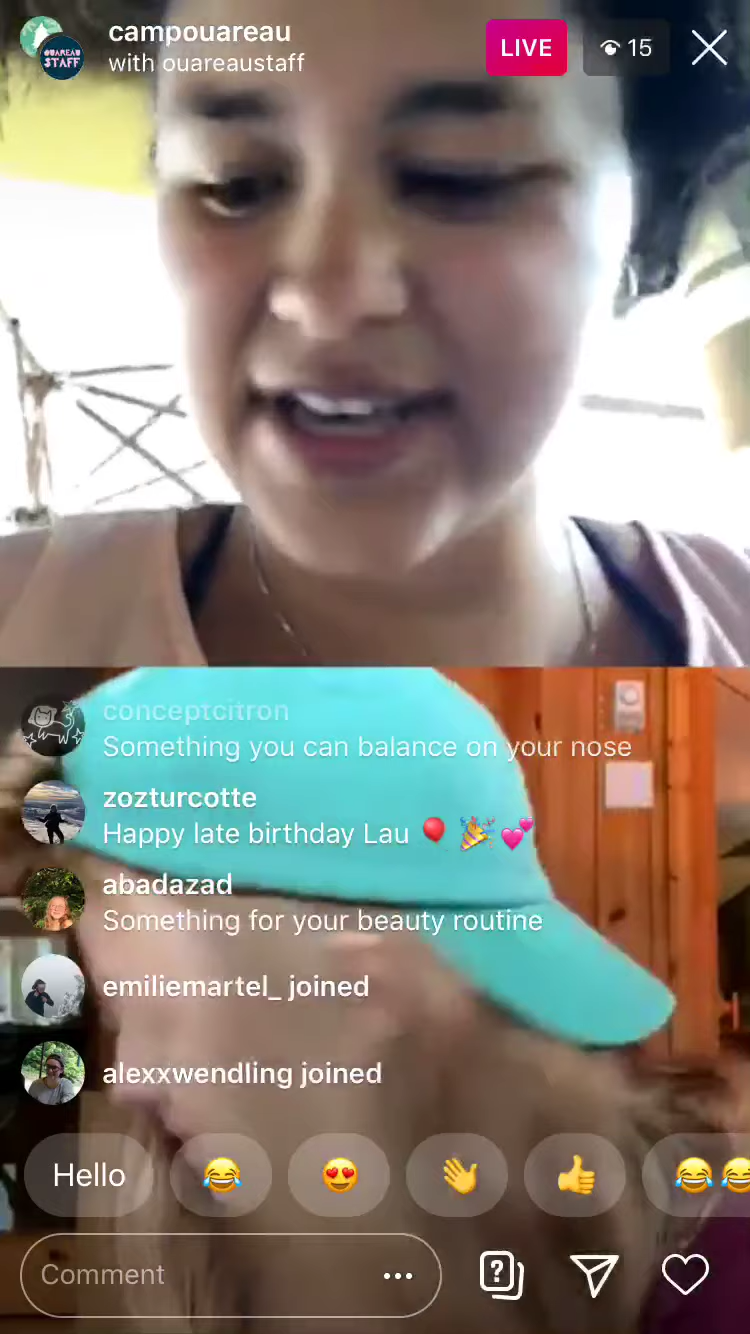 campouareau
with ouareaustaff
OUAREAU
STAFF
LIVE
15
conceptcitron
Something you can balance on your nose
zozturcotte
Happy late birthday Lau 🎈 🎉 💕
abadazad
Something for your beauty routine
emiliemartel_ joined
alexxwendling joined
Hello 😂 😍 👋 👍 😂😂
Comment